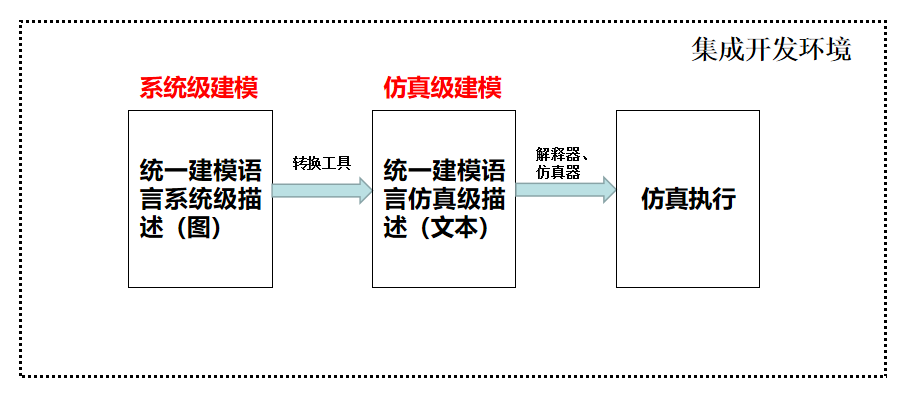 集成开发环境
系统级建模
仿真级建模
统一建模语
言系统级描
述（图）
转换工具
统一建模语
言仿真级描
述（文本）
解释器、
仿真器
仿真执行